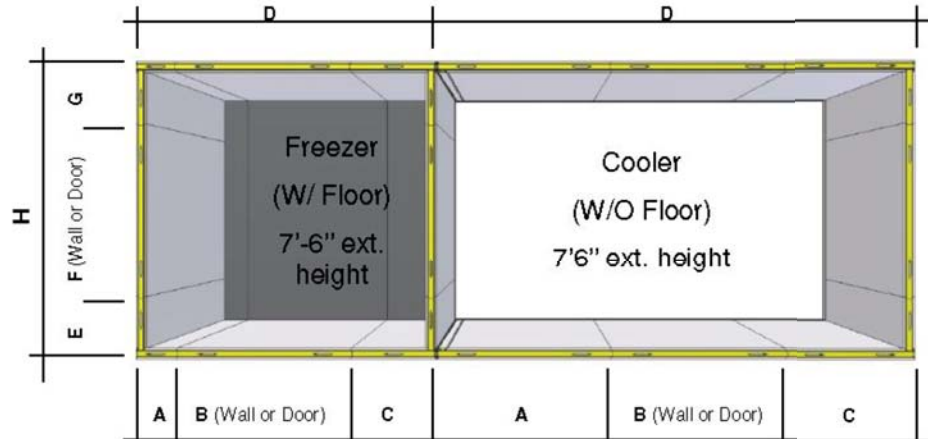 D D
H
G
F (Wall or Door)
E
Freezer
(W/ Floor)
7'-6" ext.
height
Cooler
(W/O Floor)
7'6" ext. height
A B (Wall or Door) C A B (Wall or Door) C